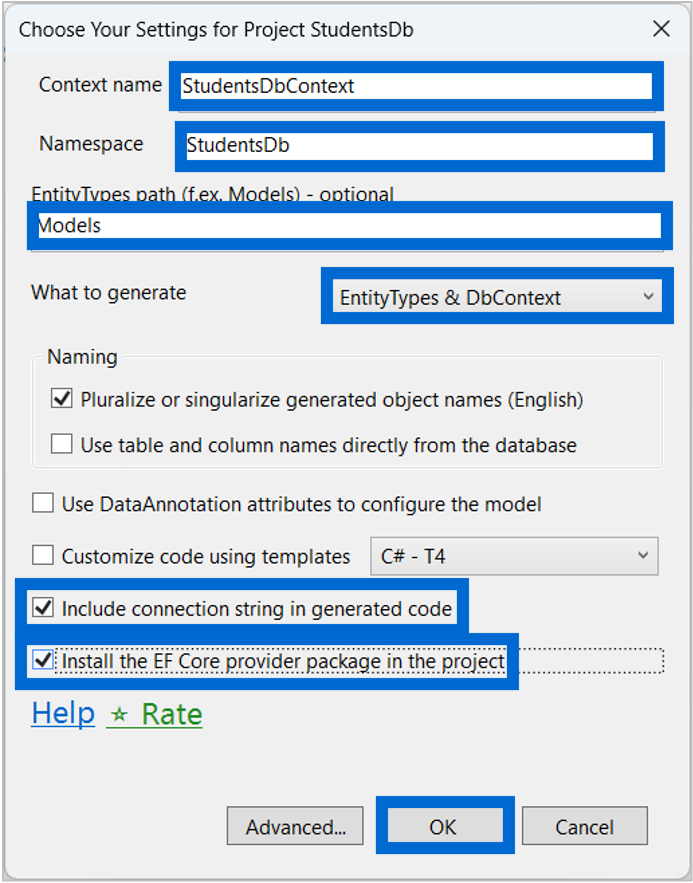 Choose Your Settings for Project StudentsDb
Context name StudentsDbContext
Namespace StudentsDb
EntityTypes path (f.ex. Models) - optional
Models
What to generate EntityTypes & DbContext
Naming
Pluralize or singularize generated object names (English)
Use table and column names directly from the database
Use DataAnnotation attributes to configure the model
Customize code using templates C# - T4
Include connection string in generated code
Install the EF Core provider package in the project
Help ☆ Rate
Advanced... OK Cancel